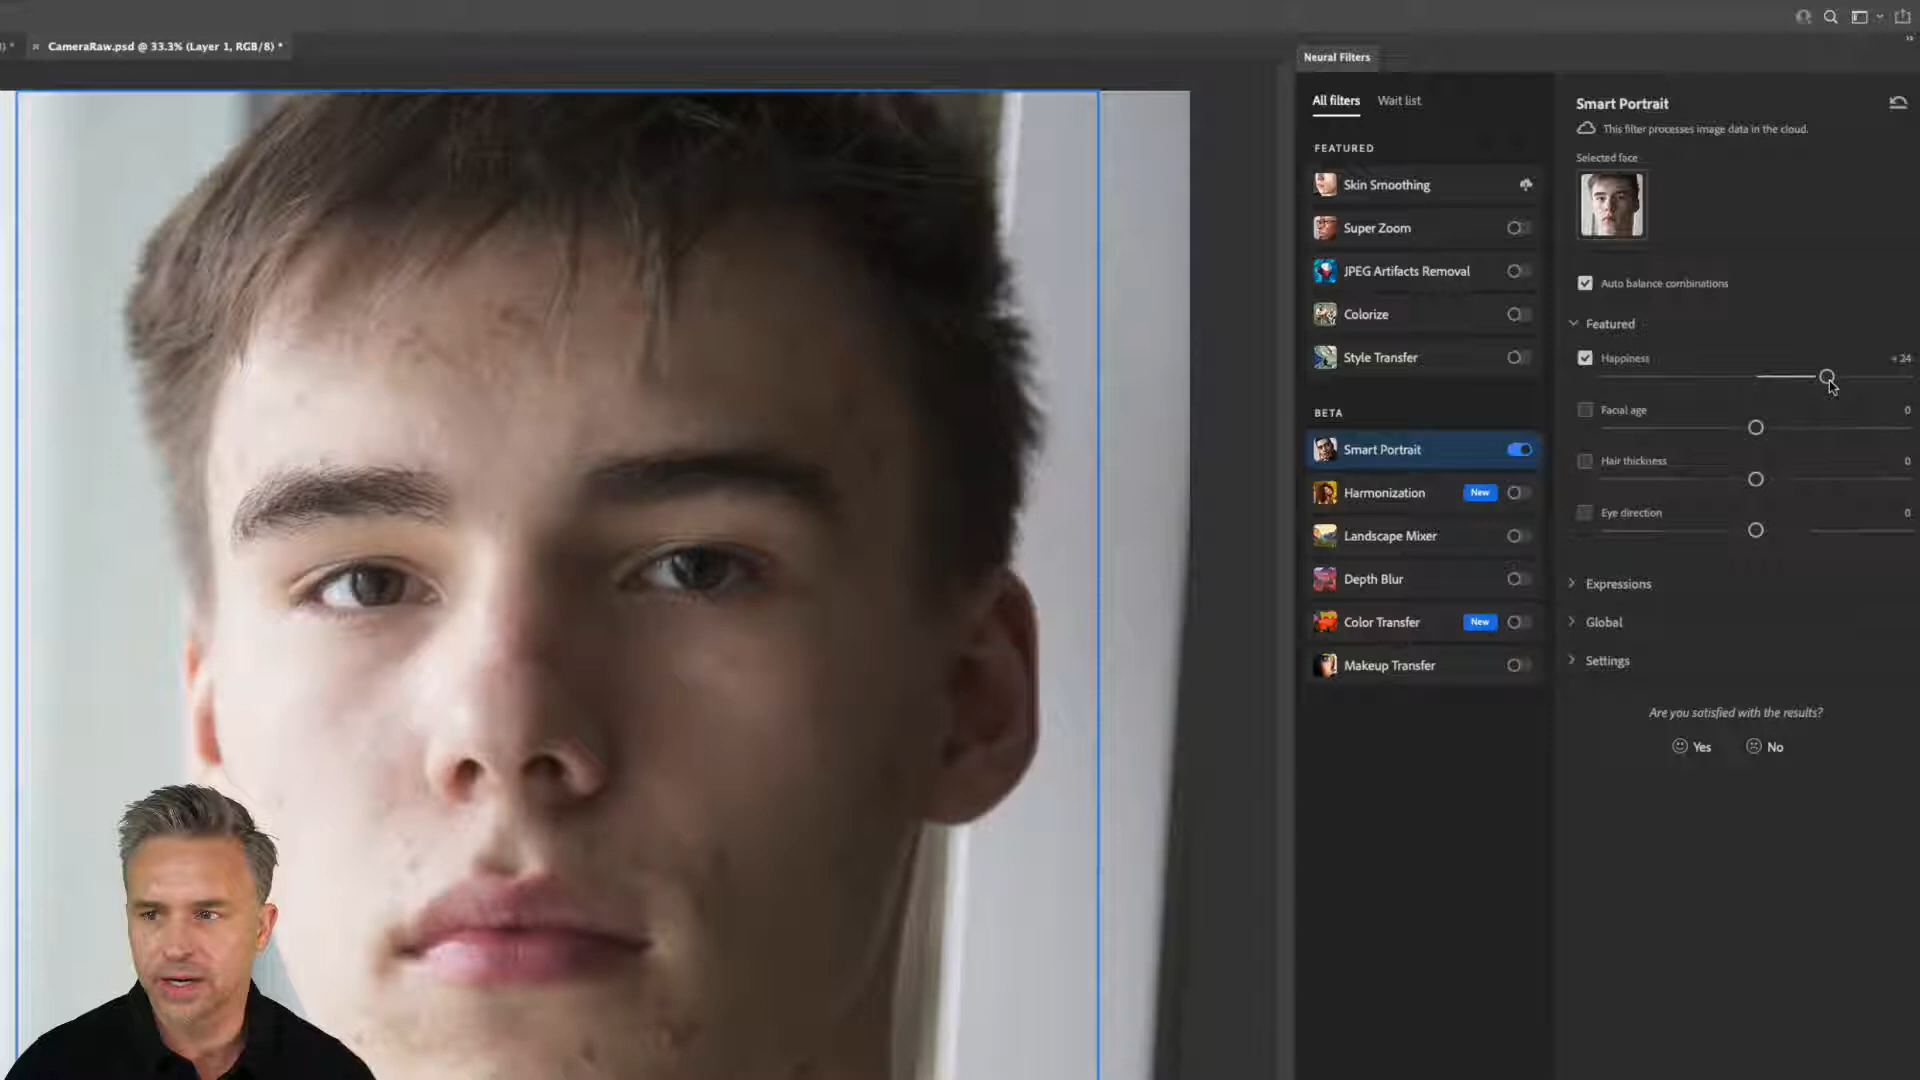 CameraRaw.psd @ 33.3% (Layer 1, RGB/8) *
Neural Filters
All filters
Wait list
FEATURED
Skin Smoothing
Super Zoom
JPEG Artifacts Removal
Colorize
Style Transfer
BETA
Smart Portrait
Harmonization New
Landscape Mixer
Depth Blur
Color Transfer New
Makeup Transfer
Smart Portrait
This filter processes image data in the cloud.
Selected face
Auto balance combinations
Featured
Happiness +24
Facial age 0
Hair thickness 0
Eye direction 0
Expressions
Global
Settings
Are you satisfied with the results?
Yes No